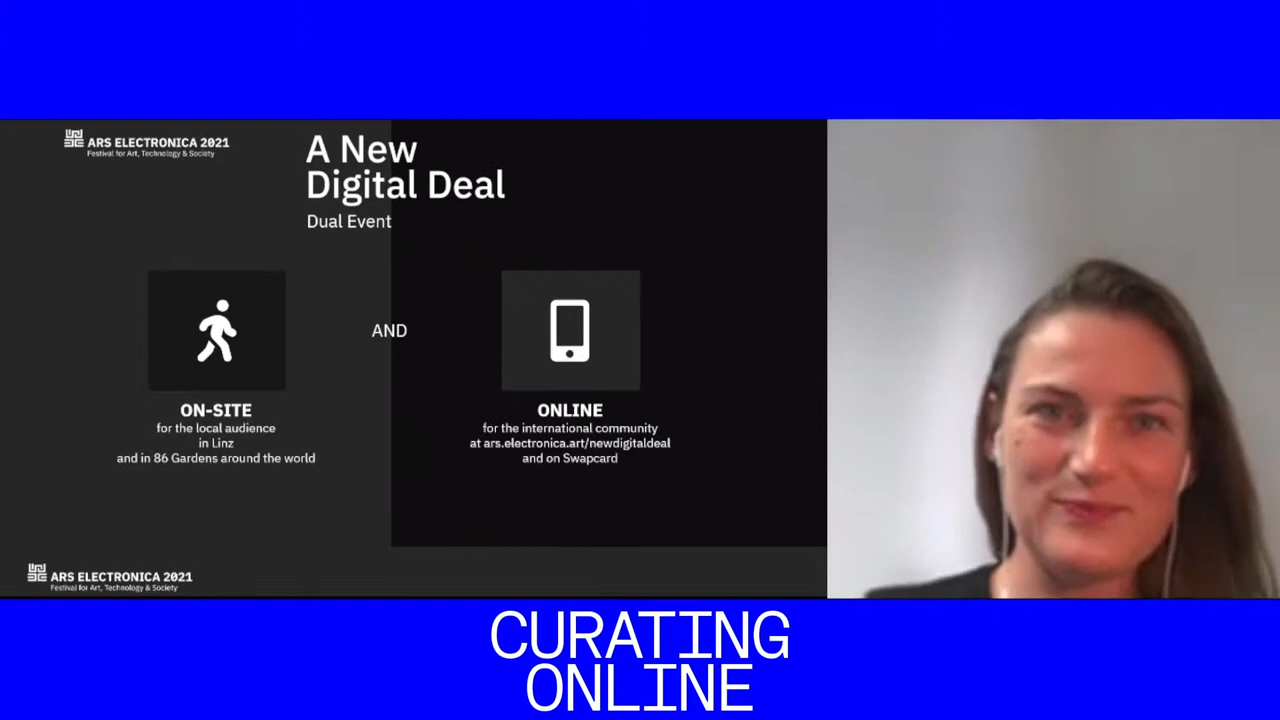 ARS ELECTRONICA 2021
Festival for Art, Technology & Society
A New
Digital Deal
Dual Event
AND
ON-SITE
for the local audience
in Linz
and in 86 Gardens around the world
ONLINE
for the international community
at ars.electronica.art/newdigitaldeal
and on Swapcard
ARS ELECTRONICA 2021
Festival for Art, Technology & Society
CURATING
ONLINE